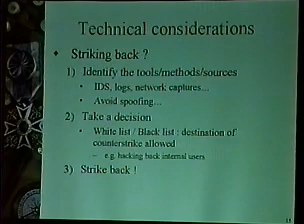 Technical considerations
Striking back ?
1) Identify the tools/methods/sources
• IDS, logs, network captures...
• Avoid spoofing...
2) Take a decision
• White list / Black list : destination of
counterstrike allowed
– e.g. hacking back internal users
3) Strike back !
15